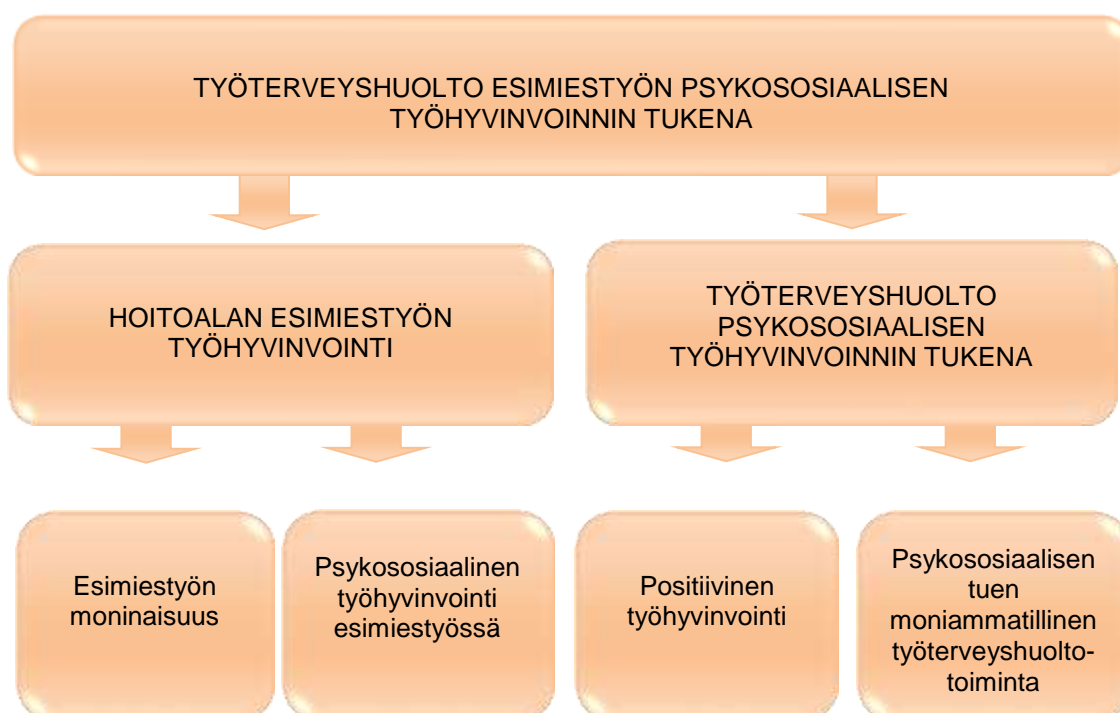 TYÖTERVEYSHUOLTO ESIMIESTYÖN PSYKOSOSIAALISEN
TYÖHYVINVOINNIN TUKENA
HOITOALAN ESIMIESTYÖN
TYÖHYVINVOINTI
TYÖTERVEYSHUOLTO
PSYKOSOSIAALISEN
TYÖHYVINVOINNIN TUKENA
Esimiestyön
moninaisuus
Psykososiaalinen
työhyvinvointi
esimiestyössä
Positiivinen
työhyvinvointi
Psykososiaalisen
tuen
moniammatillinen
työterveyshuolto-
toiminta